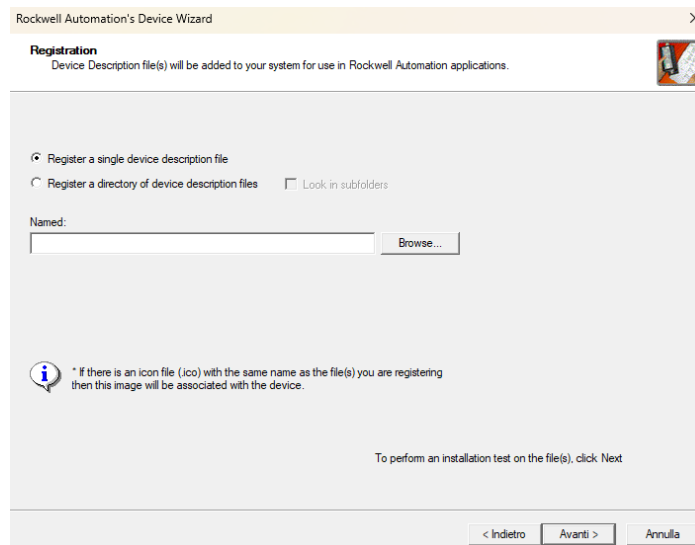 Rockwell Automation's Device Wizard
Registration
Device Description file(s) will be added to your system for use in Rockwell Automation applications.
Register a single device description file
Register a directory of device description files Look in subfolders
Named:
Browse...
* If there is an icon file (.ico) with the same name as the file(s) you are registering
then this image will be associated with the device.
To perform an installation test on the file(s), click Next
< Indietro Avanti > Annulla